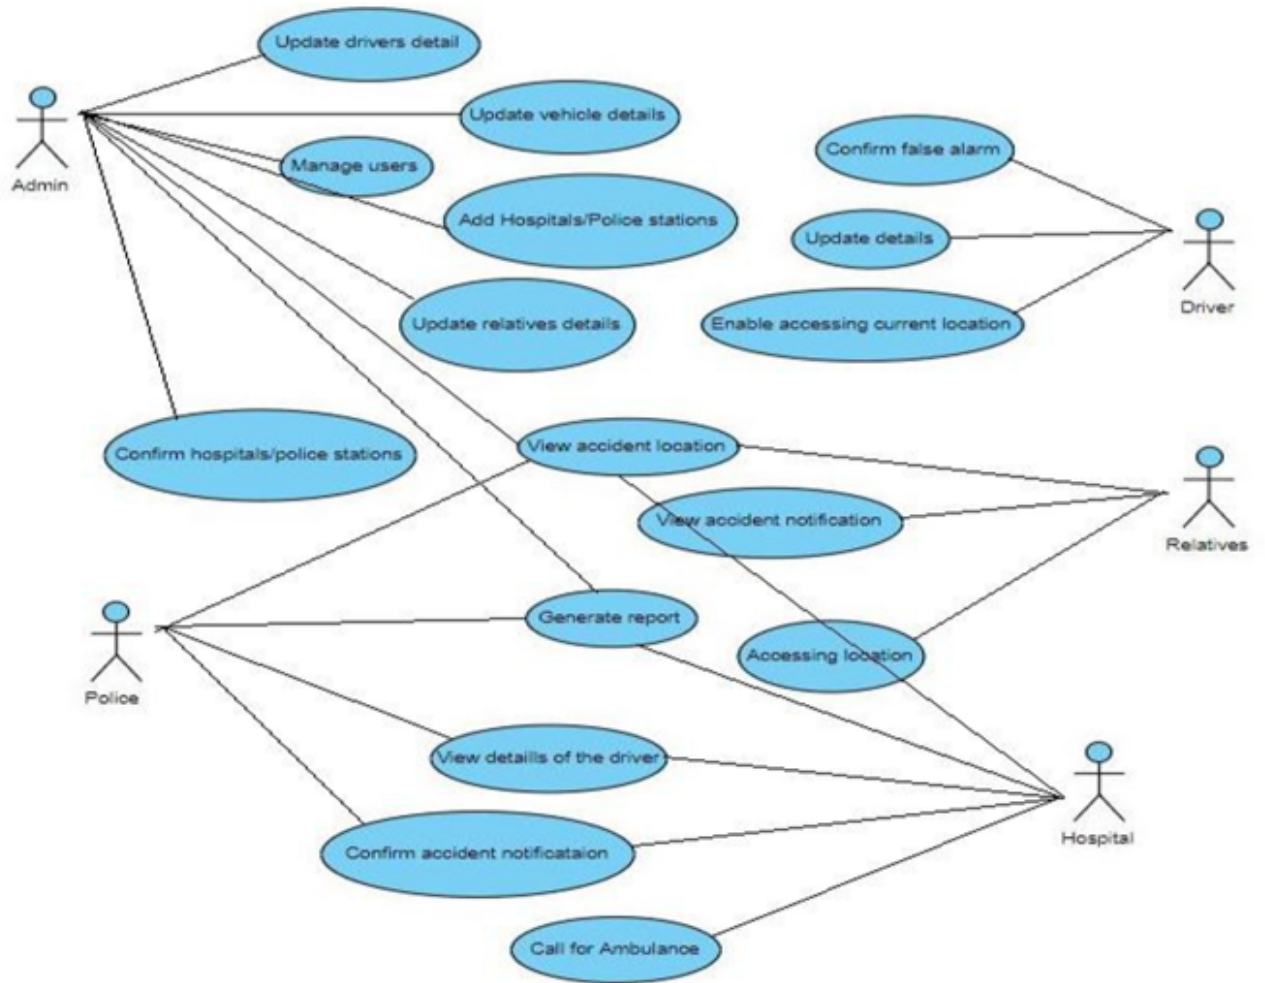 Update drivers detail
Update vehicle details
Confirm false alarm
Manage users
Admin
Add Hospitals/Police stations
Update details
Driver
Update relatives details
Enable accessing current location
View accident location
Confirm hospitals/police stations
View accident notification
Relatives
Generate report
Accessing location
Police
View detaills of the driver
Hospital
Confirm accident notificataion
Call for Ambulance